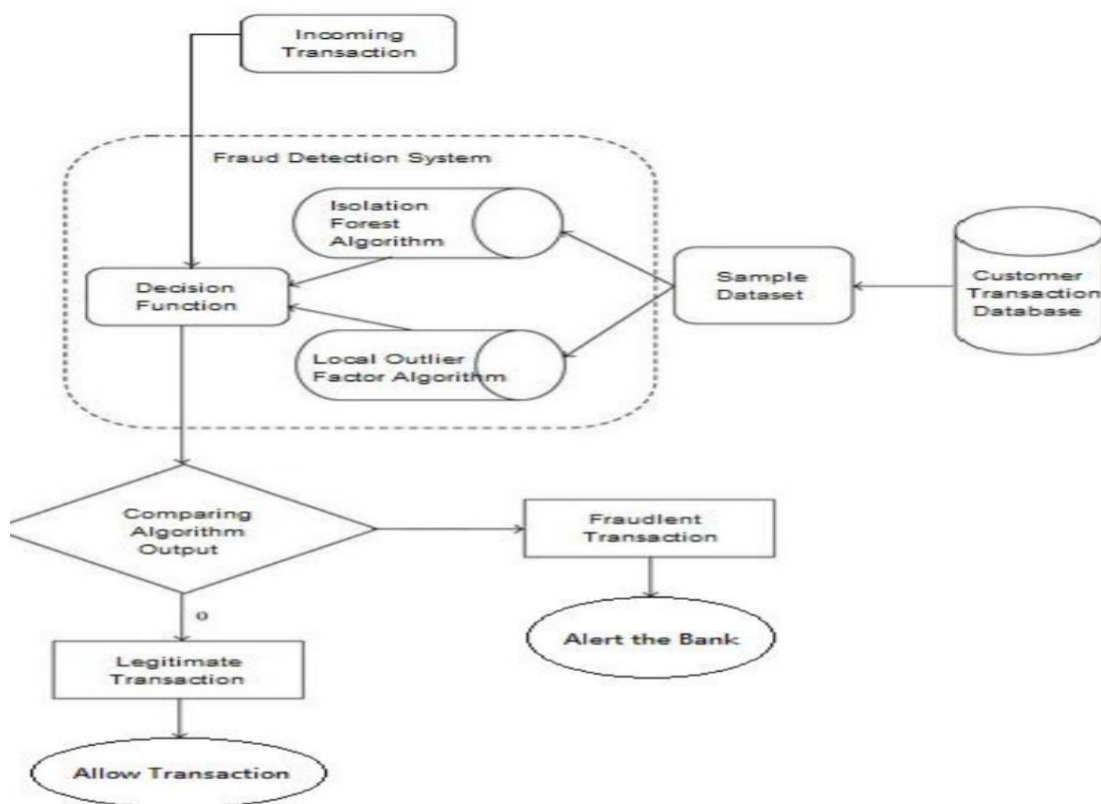 Incoming
Transaction
Fraud Detection System
Isolation
Forest
Algorithm
Decision
Function
Sample
Dataset
Customer
Transaction
Database
Local Outlier
Factor Algorithm
Comparing
Algorithm
Output
Fraudlent
Transaction
0
Alert the Bank
Legitimate
Transaction
Allow Transaction